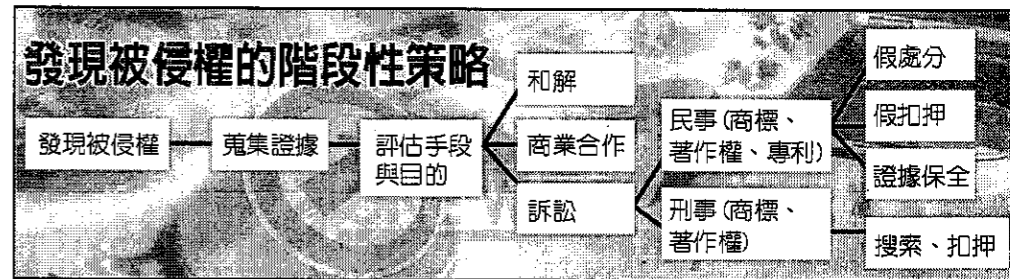 發現被侵權的階段性策略
發現被侵權
蒐集證據
評估手段
與目的
和解
商業合作
訴訟
民事(商標、
著作權、專利)
刑事(商標、
著作權)
假處分
假扣押
證據保全
搜索、扣押